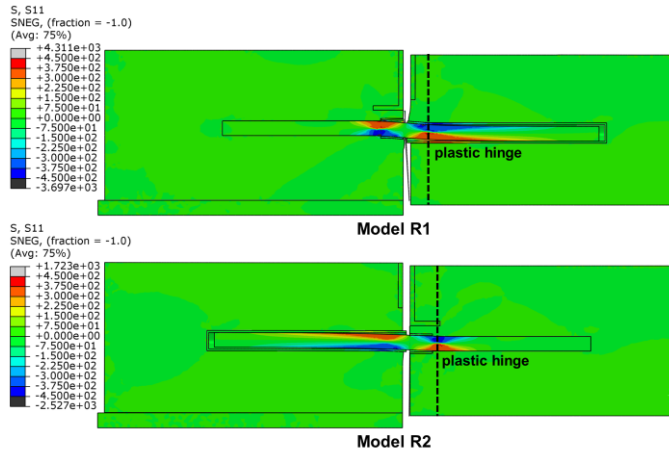 S, S11
SNEG, (fraction = -1.0)
(Avg: 75%)
+4.311e+03
+4.500e+02
+3.750e+02
+3.000e+02
+2.250e+02
+1.500e+02
+7.500e+01
+0.000e+00
-7.500e+01
-1.500e+02
-2.250e+02
-3.000e+02
-3.750e+02
-4.500e+02
-3.697e+03
plastic hinge
Model R1
S, S11
SNEG, (fraction = -1.0)
(Avg: 75%)
+1.723e+03
+4.500e+02
+3.750e+02
+3.000e+02
+2.250e+02
+1.500e+02
+7.500e+01
+0.000e+00
-7.500e+01
-1.500e+02
-2.250e+02
-3.000e+02
-3.750e+02
-4.500e+02
-2.527e+03
plastic hinge
Model R2